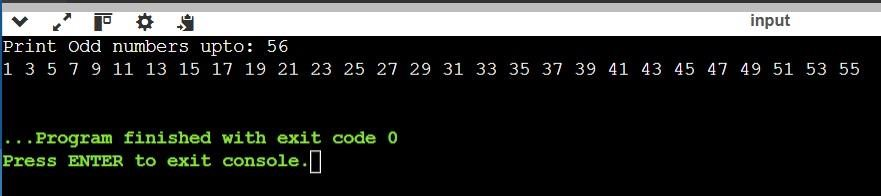 input
Print Odd numbers upto: 56
1 3 5 7 9 11 13 15 17 19 21 23 25 27 29 31 33 35 37 39 41 43 45 47 49 51 53 55
...Program finished with exit code 0
Press ENTER to exit console.